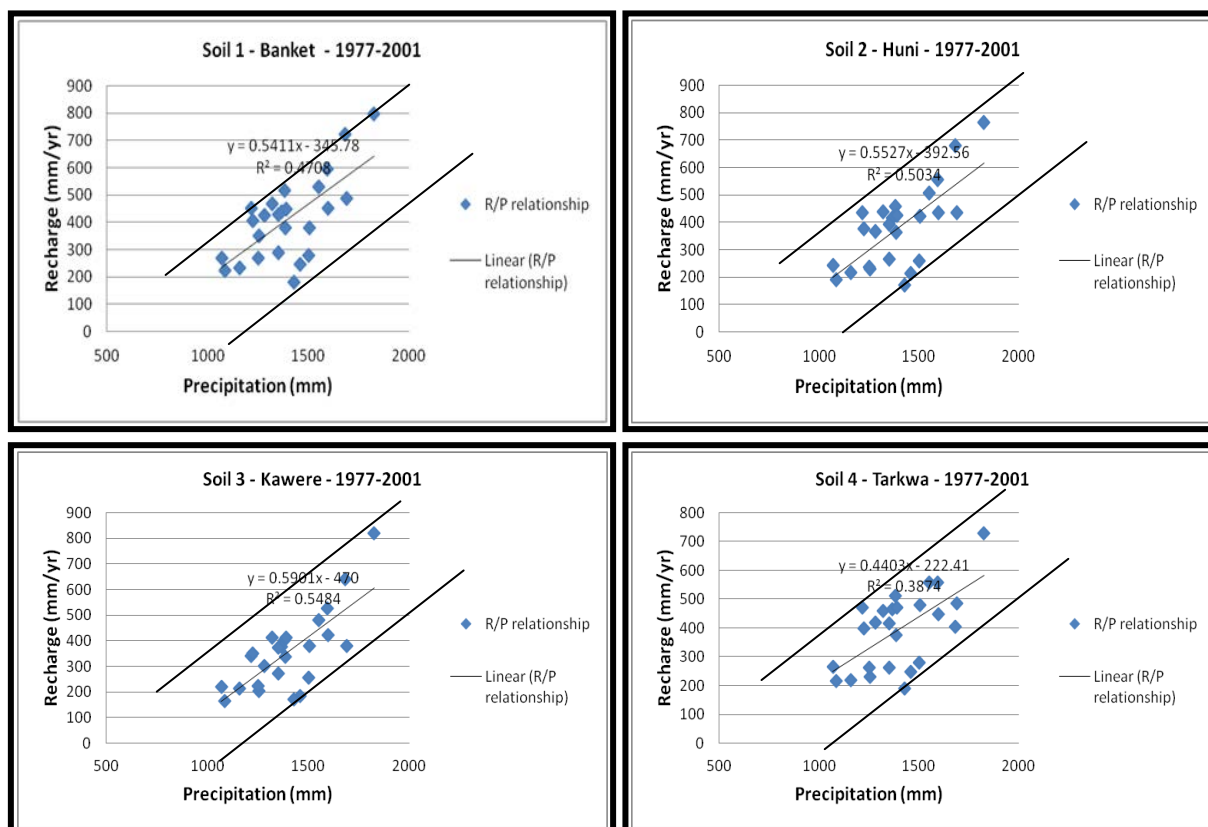 Soil 1 - Banket - 1977-2001
900
800
700
600
500
400
300
200
100
0
Recharge (mm/yr)
y = 0.5411x - 345.78
R² = 0.4708
500 1000 1500 2000
Precipitation (mm)
R/P relationship
Linear (R/P
relationship)
Soil 2 - Huni - 1977-2001
900
800
700
600
500
400
300
200
100
0
Recharge (mm/yr)
y = 0.5527x - 392.56
R² = 0.5034
500 1000 1500 2000
Precipitation (mm)
R/P relationship
Linear (R/P
relationship)
Soil 3 - Kawere - 1977-2001
900
800
700
600
500
400
300
200
100
0
Recharge (mm/yr)
y = 0.5901x - 470
R² = 0.5484
500 1000 1500 2000
Precipitation (mm)
R/P relationship
Linear (R/P
relationship)
Soil 4 - Tarkwa - 1977-2001
800
700
600
500
400
300
200
100
0
Recharge (mm/yr)
y = 0.4403x - 222.41
R² = 0.3874
500 1000 1500 2000
Precipitation (mm)
R/P relationship
Linear (R/P
relationship)